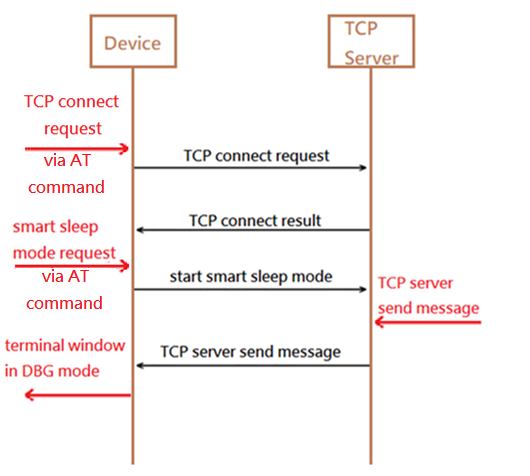 Device
TCP
Server
TCP connect
request
via AT
command
TCP connect request
TCP connect result
smart sleep
mode request
via AT
command
start smart sleep mode
TCP server
send message
TCP server send message
terminal window
in DBG mode